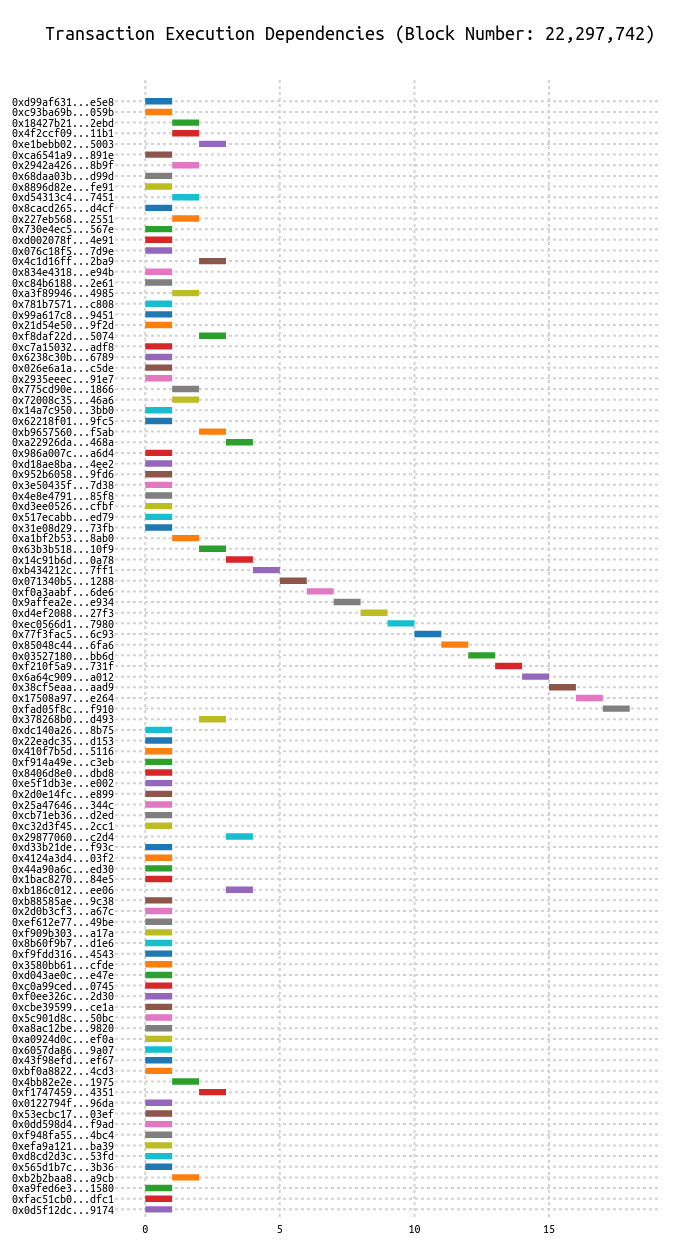 Transaction Execution Dependencies (Block Number: 22,297,742)
0xd99af631...e5e8
0xc93ba69b...059b
0x18427b21...2ebd
0x4f2ccf09...11b1
0xe1bebb02...5003
0xca6541a9...891e
0x2942a426...8b9f
0x68daa03b...d99d
0x8896d82e...fe91
0xd54313c4...7451
0x8cacd265...d4cf
0x227eb568...2551
0x730e4ec5...567e
0xd002078f...4e91
0x076c18f5...7d9e
0x4c1d16ff...2ba9
0x834e4318...e94b
0xc84b6188...2e61
0xa3f89946...4985
0x781b7571...c808
0x99a617c8...9451
0x21d54e50...9f2d
0xf8daf22d...5074
0xc7a15032...adf8
0x6238c30b...6789
0x026e6a1a...c5de
0x2935eeec...91e7
0x775cd90e...1866
0x72008c35...46a6
0x14a7c950...3bb0
0x62218f01...9fc5
0xb9657560...f5ab
0xa22926da...468a
0x986a007c...a6d4
0xd18ae8ba...4ee2
0x952b6058...9fd6
0x3e50435f...7d38
0x4e8e4791...85f8
0xd3ee0526...cfbf
0x517ecabb...ed79
0x31e08d29...73fb
0xa1bf2b53...8ab0
0x63b3b518...10f9
0x14c91b6d...0a78
0xb434212c...7ff1
0x071340b5...1288
0xf0a3aabf...6de6
0x9affea2e...e934
0xd4ef2088...27f3
0xec0566d1...7980
0x77f3fac5...6c93
0x85048c44...6fa6
0x03527180...bb6d
0xf210f5a9...731f
0x6a64c909...a012
0x38cf5eaa...aad9
0x17508a97...e264
0xfad05f8c...f910
0x378268b0...d493
0xdc140a26...8b75
0x22eadc35...d153
0x410f7b5d...5116
0xf914a49e...c3eb
0x8406d8e0...dbd8
0xe5f1db3e...e002
0x2d0e14fc...e899
0x25a47646...344c
0xcb71eb36...d2ed
0xc32d3f45...2cc1
0x29877060...c2d4
0xd33b21de...f93c
0x4124a3d4...03f2
0x44a90a6c...ed30
0x1bac8270...84e5
0xb186c012...ee06
0xb88585ae...9c38
0x2d0b3cf3...a67c
0xef612e77...49be
0xf909b303...a17a
0x8b60f9b7...d1e6
0xf9fdd316...4543
0x3580bb61...cfde
0xd043ae0c...e47e
0xc0a99ced...0745
0xf0ee326c...2d30
0xcbe39599...ce1a
0x5c901d8c...50bc
0xa8ac12be...9820
0xa0924d0c...ef0a
0x6057da86...9a07
0x43f98efd...ef67
0xbf0a8822...4cd3
0x4bb82e2e...1975
0xf1747459...4351
0x0122794f...96da
0x53ecbc17...03ef
0x0dd598d4...f9ad
0xf948fa55...4bc4
0xefa9a121...ba39
0xd8cd2d3c...53fd
0x565d1b7c...3b36
0xb2b2baa8...a9cb
0xa9fed6e3...1580
0xfac51cb0...dfc1
0x0d5f12dc...9174
0 5 10 15